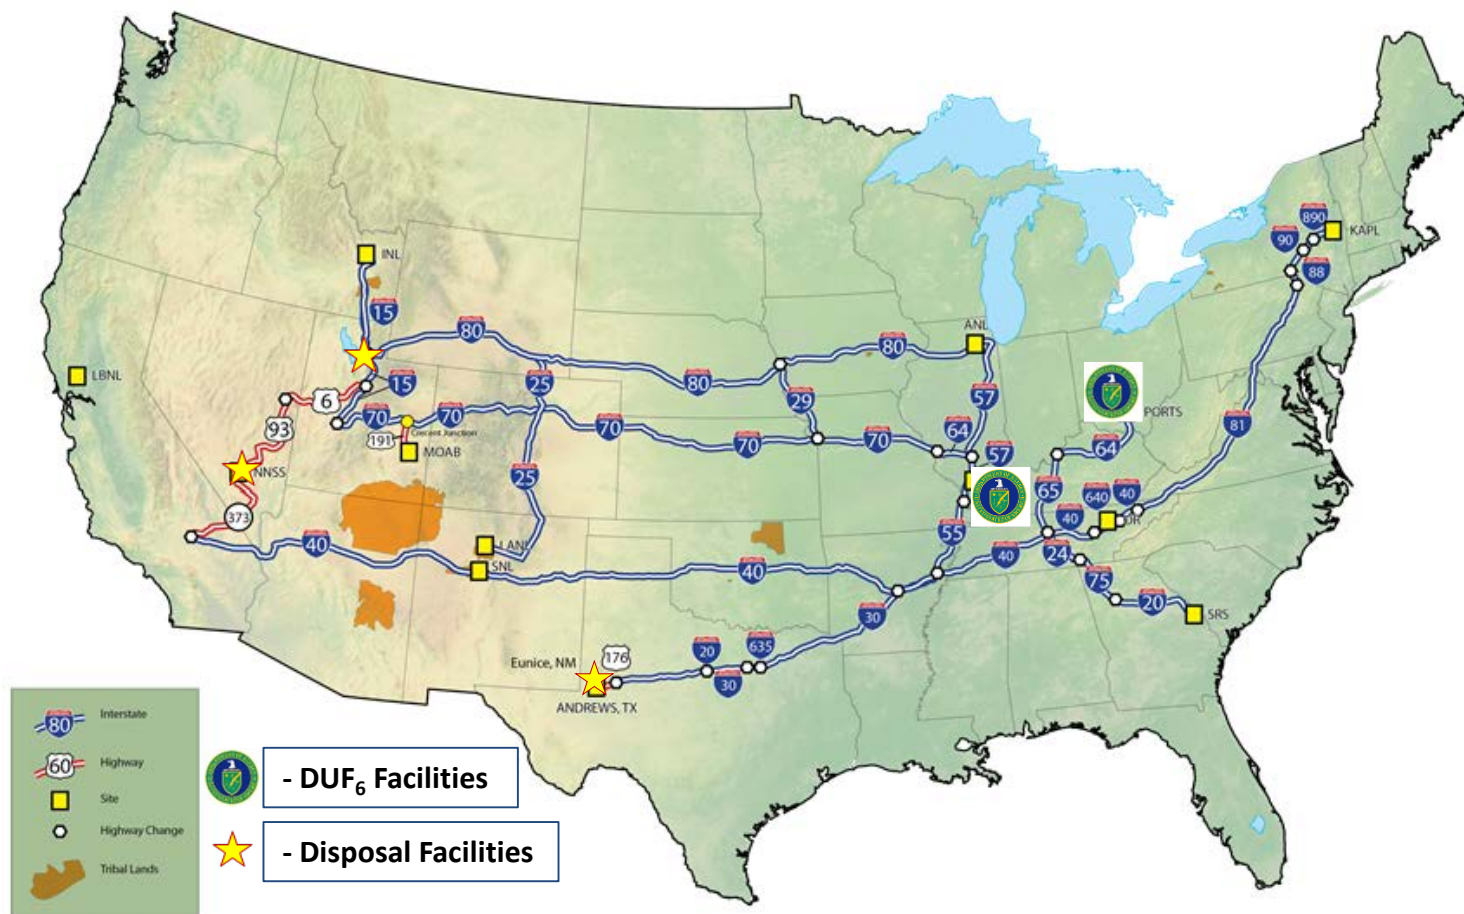 890
KAPL
90
88
INL
15
80
ANL
80
LBNL
15
25
80
57
PORTS
6
29
81
93
70
70
64
64
Crecent Junction
70
70
70
57
191
MOAB
NNSS
25
65
640
40
373
40
OR
LANL
55
40
24
40
SNL
40
75
20
SRS
30
Eunice, NM
176
20
635
30
ANDREWS, TX
80 Interstate
60 Highway
Site
Highway Change
Tribal Lands
- DUF₆ Facilities
- Disposal Facilities